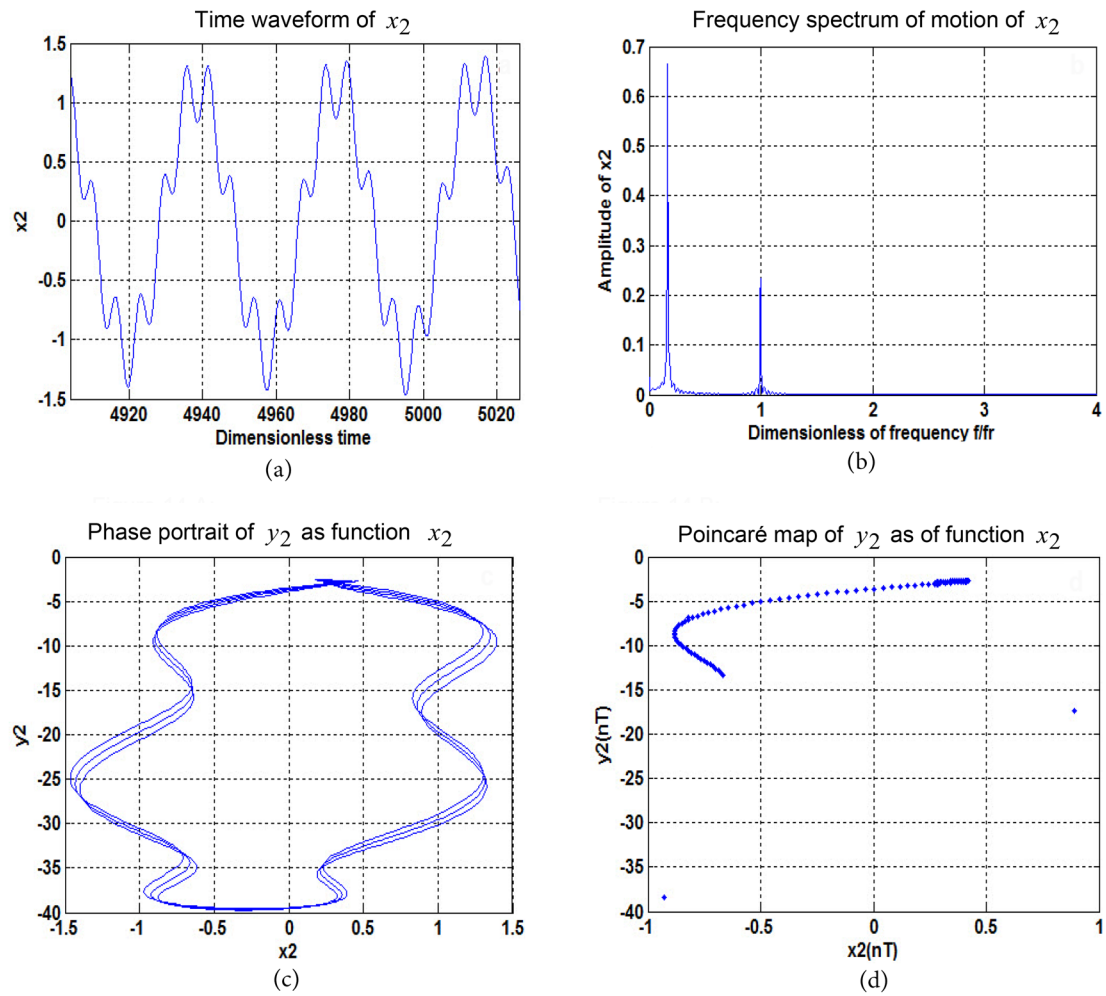 Time waveform of x2
1.5
1
0.5
0
-0.5
-1
-1.5
x2
4920 4940 4960 4980 5000 5020
Dimensionless time
(a)
a
Frequency spectrum of motion of x2
0.7
0.6
0.5
0.4
0.3
0.2
0.1
0
Amplitude of x2
0 1 2 3 4
Dimensionless of frequency f/fr
(b)
b
Phase portrait of y2 as function x2
0
-5
-10
-15
-20
-25
-30
-35
-40
y2
-1.5 -1 -0.5 0 0.5 1 1.5
x2
(c)
c
Poincaré map of y2 as of function x2
0
-5
-10
-15
-20
-25
-30
-35
-40
y2(nT)
-1 -0.5 0 0.5 1
x2(nT)
(d)
d